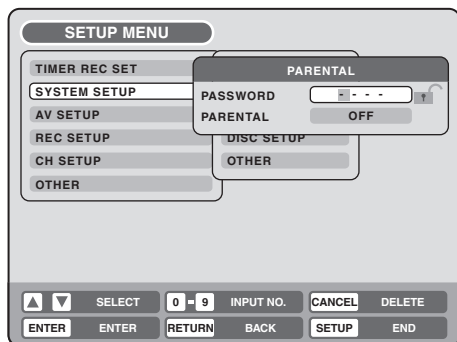 SETUP MENU
TIMER REC SET
SYSTEM SETUP
AV SETUP
REC SETUP
CH SETUP
OTHER
PARENTAL
PASSWORD - - - -
PARENTAL OFF
DISC SETUP
OTHER
SELECT 0 - 9 INPUT NO. CANCEL DELETE
ENTER ENTER RETURN BACK SETUP END